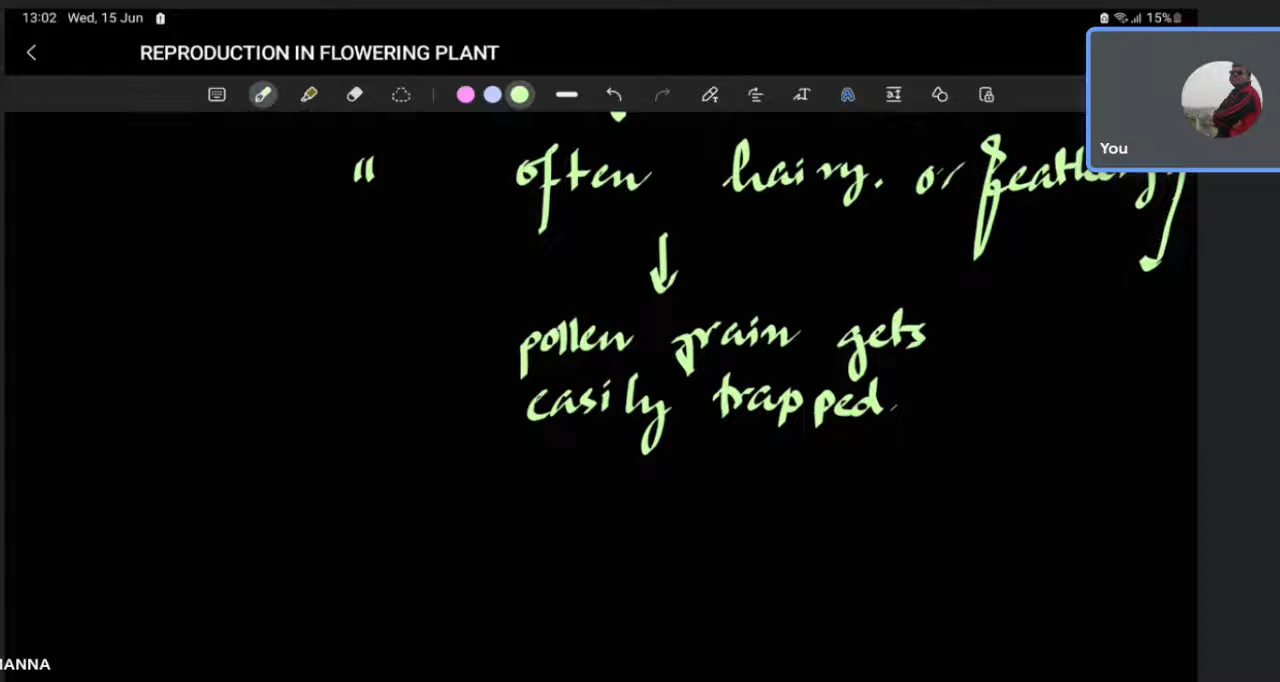 13:02 Wed, 15 Jun 15%
REPRODUCTION IN FLOWERING PLANT
You
" often hairy. or feathery
pollen grain gets
easily trapped.
MANNA